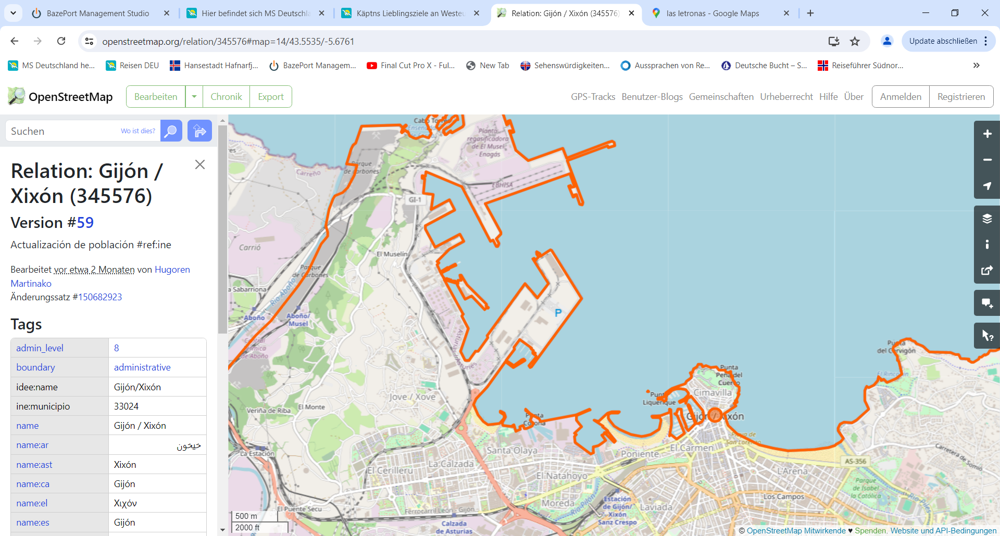 BazePort Management Studio
Hier befindet sich MS Deutschla
Käptns Lieblingsziele an Westeu
Relation: Gijón / Xixón (345576)
las letronas - Google Maps
openstreetmap.org/relation/345576#map=14/43.5535/-5.6761
Update abschließen
MS Deutschland he...
Reisen DEU
Hansestadt Hafnarfj...
BazePort Managem...
Final Cut Pro X - Ful...
New Tab
Sehenswürdigkeiten...
Aussprachen von Re...
Deutsche Bucht – S...
Reiseführer Südnor...
OpenStreetMap
Bearbeiten
Chronik
Export
GPS-Tracks
Benutzer-Blogs
Gemeinschaften
Urheberrecht
Hilfe
Über
Anmelden
Registrieren
Suchen
Wo ist dies?
Relation: Gijón /
Xixón (345576)
Version #59
Actualización de población #ref:ine
Bearbeitet vor etwa 2 Monaten von Hugoren
Martinako
Änderungssatz #150682923
Tags
admin_level 8
boundary administrative
idee:name Gijón/Xixón
ine:municipio 33024
name Gijón / Xixón
name:ar خيخون
name:ast Xixón
name:ca Gijón
name:el Χιχόν
name:es Gijón
Planta
regasificadora
de El Musel
- Enagás
Carreño
Parque
de carbones
EBHISA
GI-1
Carrió
El Muselín
Parque
de Carbones
a Sabarriona
Río Aboño
Aboño
Aboño/
Musel
Central
térmica
de Aboño
P
Punta
del Cervigón
El Rinconín
Punta
Peña del
Cuervo
Cimavilla
Punta
Liquerique
Gijón / Xixón
Jove / Xove
El Monte
Veriña de Riba
Punta
Corona
Playa de
San Lorenzo
Santa Olaya
El Carmen
Poniente
Carretera de Somió
La Estación
La Calzada
El Cerillero
AS-356
L'Arena
El Natahoyo
Parque
de Isabel
la Católica
Río Piles
Los Campos
Moreda
Río Pilón
Estación
de Gijón/
Xixón
Sanz Crespo
Laviada
El Puente Secu
Ferrocarril León Gijón
Calzada
de Asturias
500 m
2000 ft
© OpenStreetMap Mitwirkende ♥ Spenden. Website und API-Bedingungen